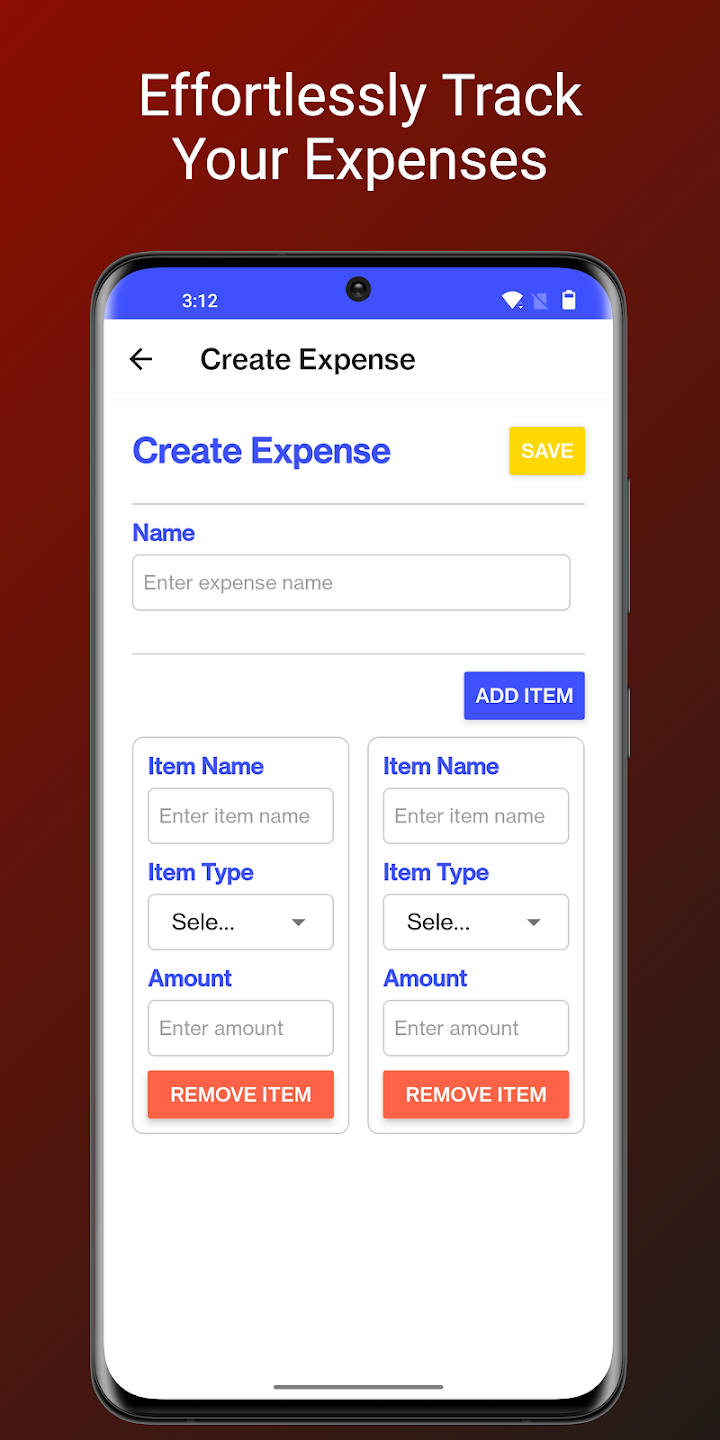 Effortlessly Track
Your Expenses
3:12
Create Expense
Create Expense
SAVE
Name
Enter expense name
ADD ITEM
Item Name
Enter item name
Item Type
Sele...
Amount
Enter amount
REMOVE ITEM
Item Name
Enter item name
Item Type
Sele...
Amount
Enter amount
REMOVE ITEM